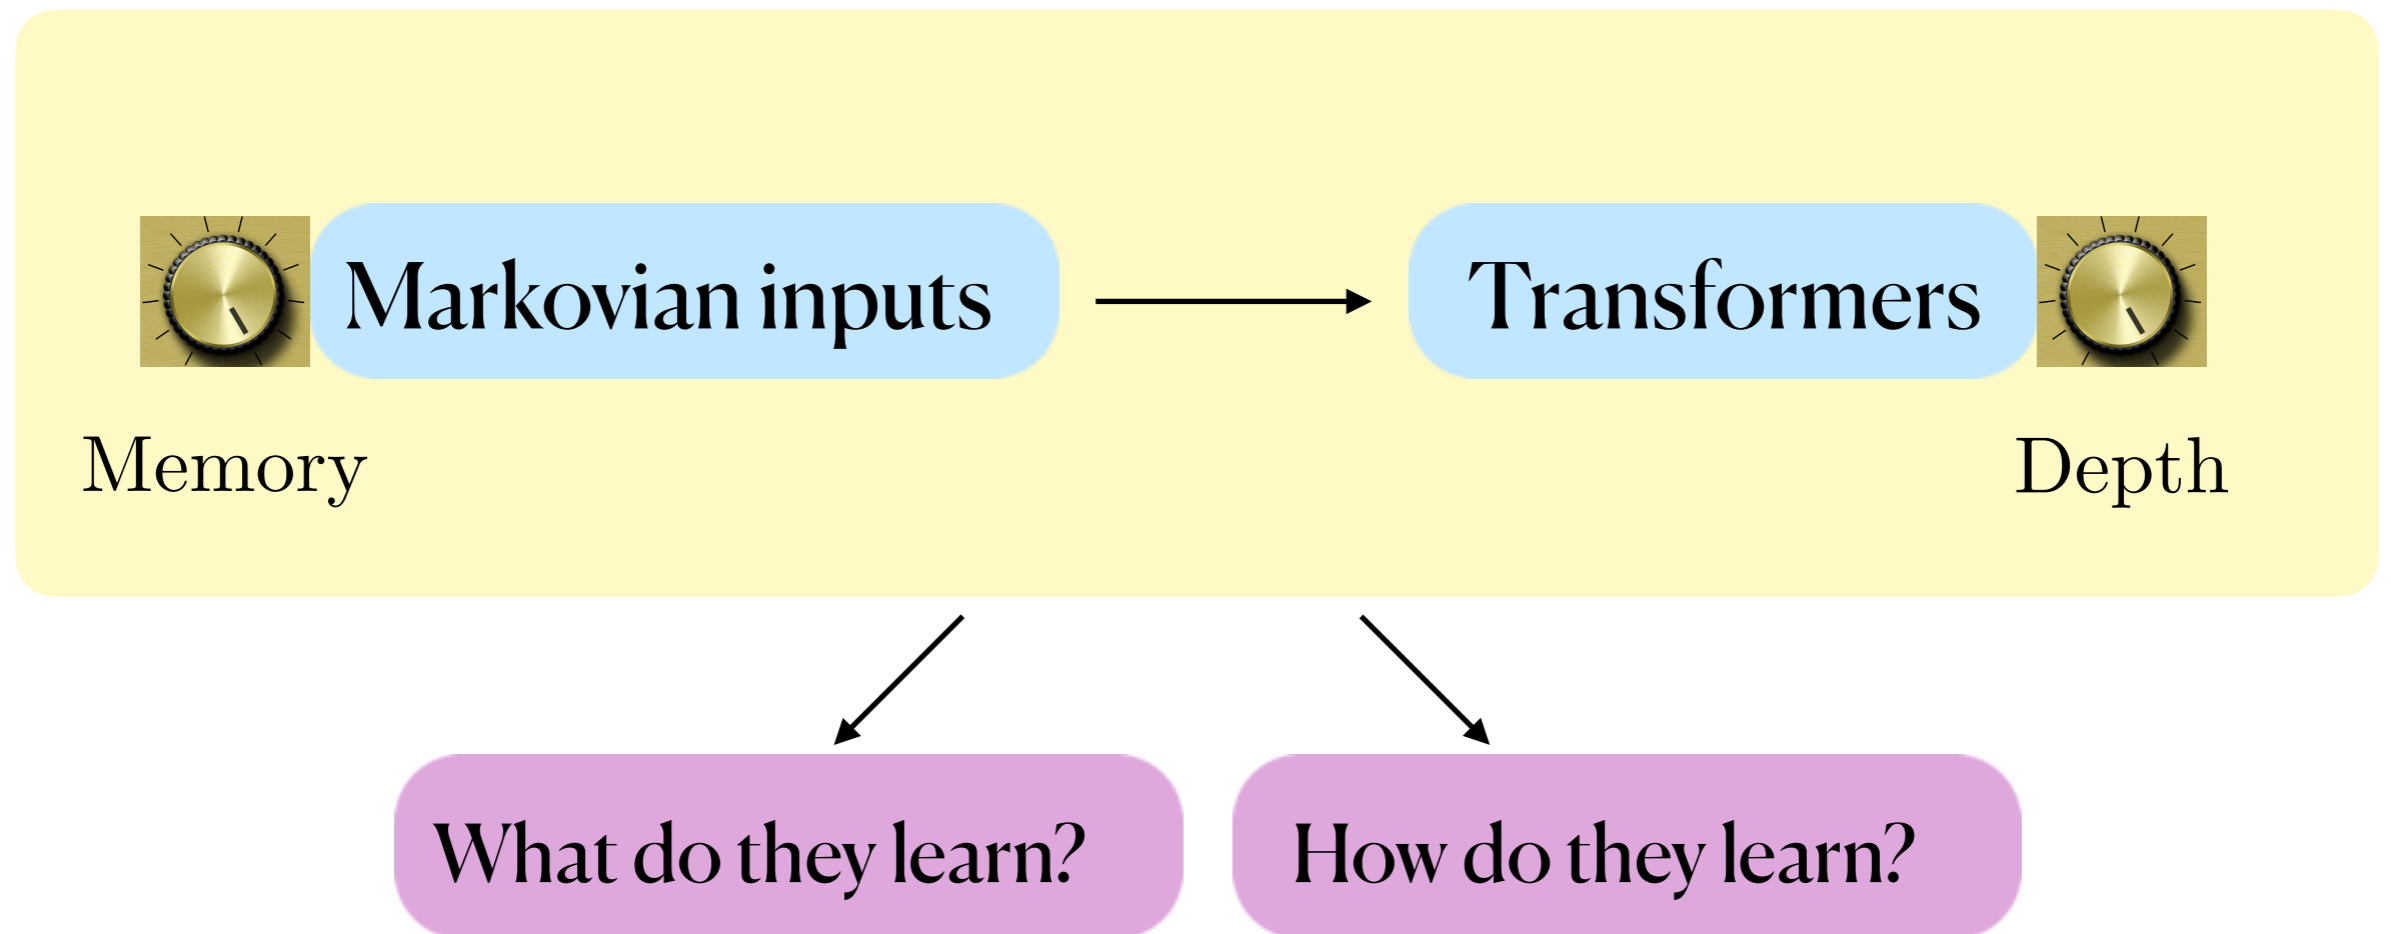 Markovian inputs
Transformers
Memory
Depth
What do they learn?
How do they learn?